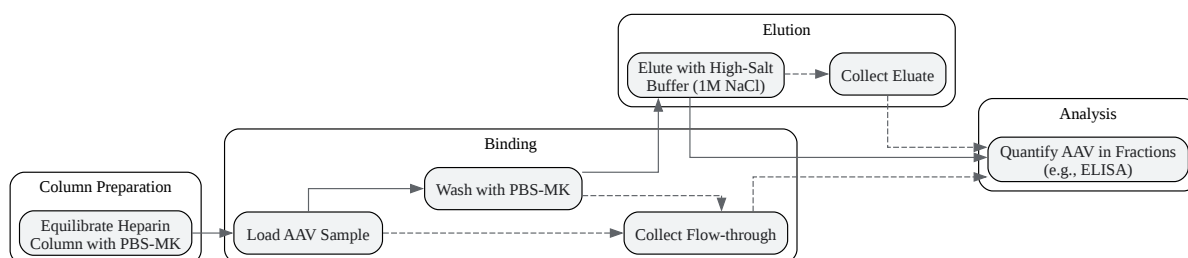 Column Preparation
Equilibrate Heparin
Column with PBS-MK
Binding
Load AAV Sample
Wash with PBS-MK
Collect Flow-through
Elution
Elute with High-Salt
Buffer (1M NaCl)
Collect Eluate
Analysis
Quantify AAV in Fractions
(e.g., ELISA)